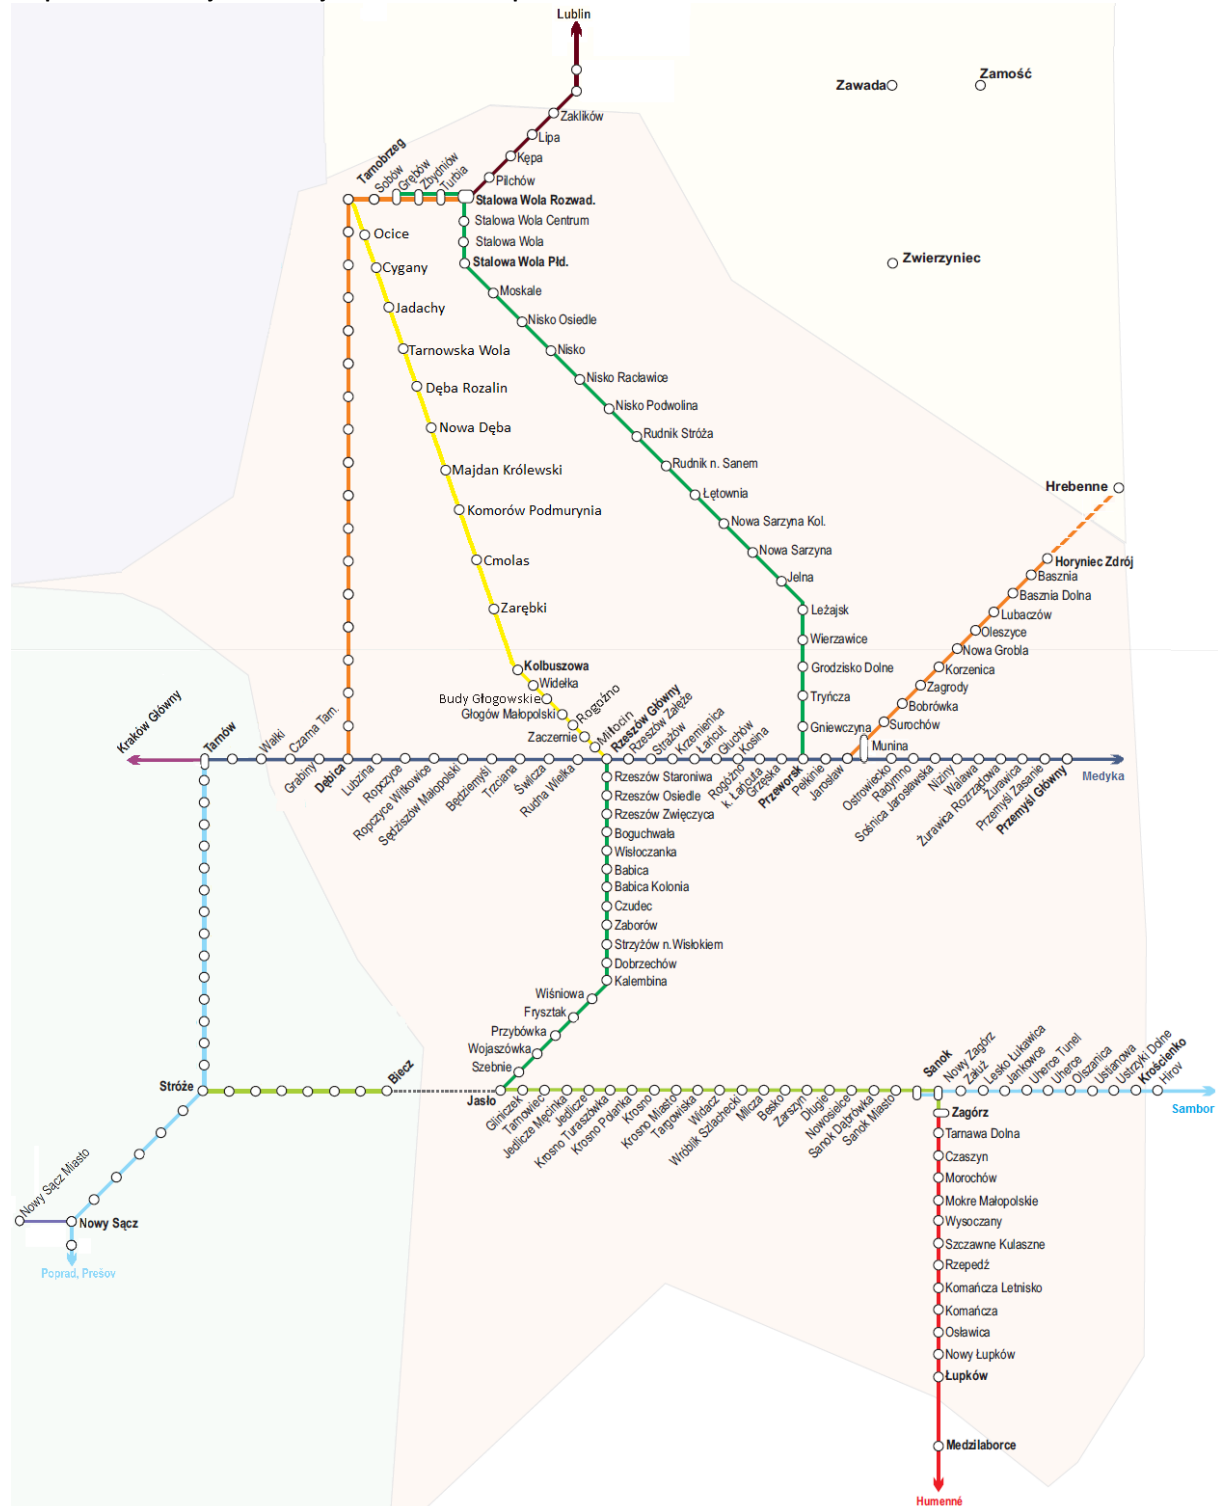 Lublin
Zaklików
Lipa
Kępa
Pilchów
Zawada
Zamość
Zwierzyniec
Tarnobrzeg
Sobów
Grębów
Zbydniów
Turbia
Stalowa Wola Rozwad.
Stalowa Wola Centrum
Stalowa Wola
Stalowa Wola Płd.
Moskale
Nisko Osiedle
Nisko
Nisko Racławice
Nisko Podwolina
Rudnik Stróża
Rudnik n. Sanem
Łętownia
Nowa Sarzyna Kol.
Nowa Sarzyna
Jelna
Leżajsk
Wierzawice
Grodzisko Dolne
Tryńcza
Gniewczyna
Ocice
Cygany
Jadachy
Tarnowska Wola
Dęba Rozalin
Nowa Dęba
Majdan Królewski
Komorów Podmurynia
Cmolas
Zarębki
Kolbuszowa
Widełka
Budy Głogowskie
Głogów Małopolski
Rogoźno
Zaczernie
Miłocin
Hrebenne
Horyniec Zdrój
Basznia
Basznia Dolna
Lubaczów
Oleszyce
Nowa Grobla
Korzenica
Zagrody
Bobrówka
Surochów
Munina
Kraków Główny
Tarnów
Wałki
Czarna Tarn.
Grabiny
Dębica
Lubzina
Ropczyce
Ropczyce Witkowice
Sędziszów Małopolski
Będziemyśl
Trzciana
Świlcza
Rudna Wielka
Rzeszów Główny
Rzeszów Załęże
Strażów
Krzemienica
Łańcut
Głuchów
Kosina
Rogóżno
k. Łańcuta
Grzęska
Przeworsk
Pełkinie
Jarosław
Ostrowiecko
Radymno
Sośnica Jarosławska
Niziny
Walawa
Żurawica Rozrządowa
Żurawica
Przemyśl Zasanie
Przemyśl Główny
Medyka
Rzeszów Staroniwa
Rzeszów Osiedle
Rzeszów Zwięczyca
Boguchwała
Wisłoczanka
Babica
Babica Kolonia
Czudec
Zaborów
Strzyżów n.Wisłokiem
Dobrzechów
Kalembina
Wiśniowa
Frysztak
Przybówka
Wojaszówka
Szebnie
Stróże
Biecz
Jasło
Gliniczek
Tarnowiec
Jedlicze Męcinka
Jedlicze
Krosno Turaszówka
Krosno Polanka
Krosno
Krosno Miasto
Targowiska
Widacz
Wróblik Szlachecki
Milcza
Besko
Zarszyn
Długie
Nowosielce
Sanok Dąbrówka
Sanok Miasto
Sanok
Nowy Zagórz
Załuż
Lesko Łukawica
Jankowce
Uherce Tunel
Uherce
Olszanica
Ustianowa
Ustrzyki Dolne
Krościenko
Hirov
Sambor
Zagórz
Tarnawa Dolna
Czaszyn
Morochów
Mokre Małopolskie
Wysoczany
Szczawne Kulaszne
Rzepedź
Komańcza Letnisko
Komańcza
Osławica
Nowy Łupków
Łupków
Medzilaborce
Humenné
Nowy Sącz Miasto
Nowy Sącz
Poprad, Prešov